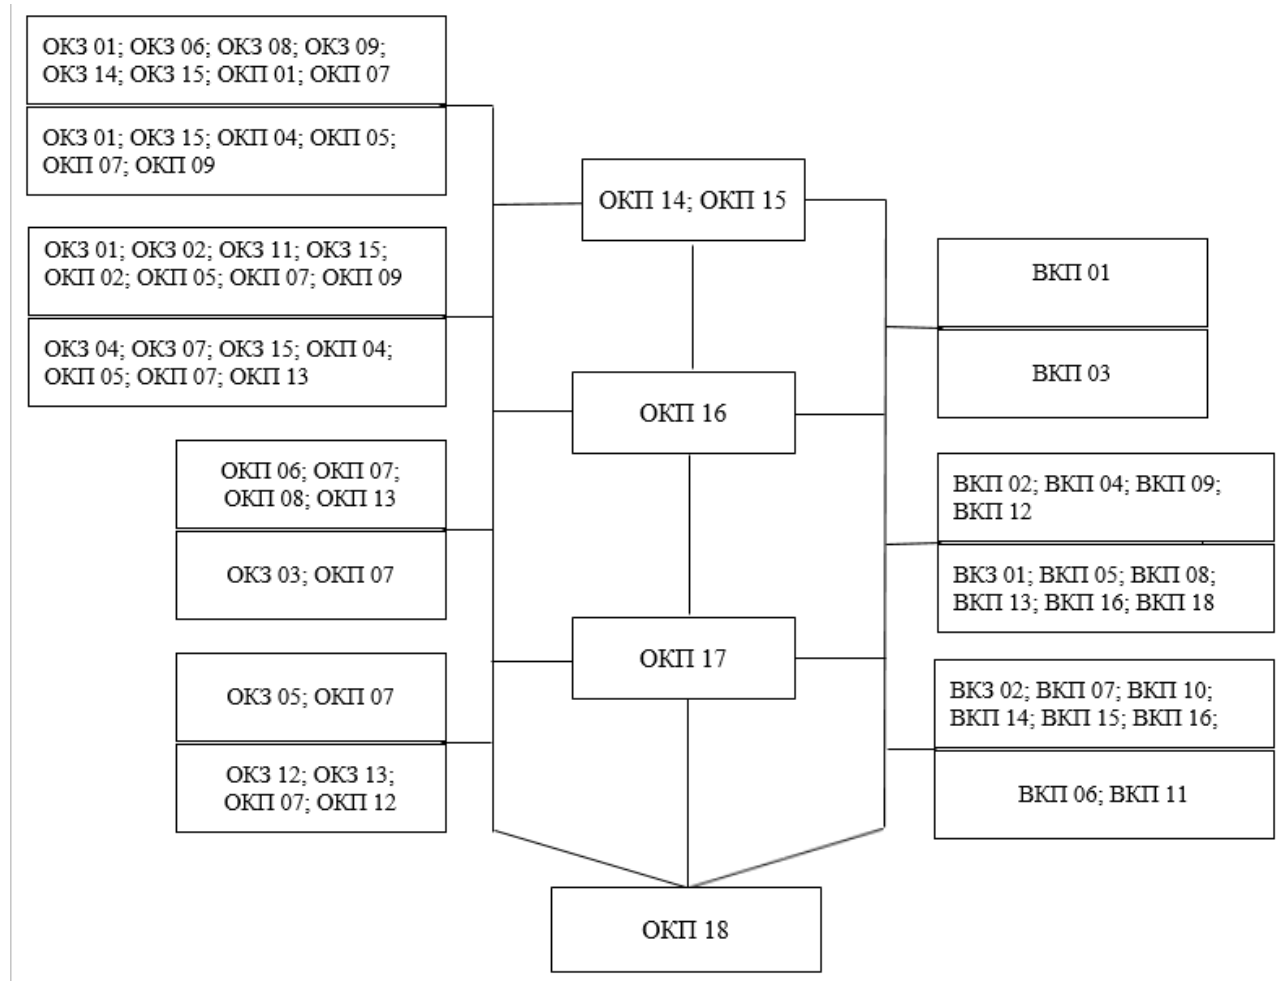 ОКЗ 01; ОКЗ 06; ОКЗ 08; ОКЗ 09;
ОКЗ 14; ОКЗ 15; ОКП 01; ОКП 07
ОКЗ 01; ОКЗ 15; ОКП 04; ОКП 05;
ОКП 07; ОКП 09
ОКЗ 01; ОКЗ 02; ОКЗ 11; ОКЗ 15;
ОКП 02; ОКП 05; ОКП 07; ОКП 09
ОКЗ 04; ОКЗ 07; ОКЗ 15; ОКП 04;
ОКП 05; ОКП 07; ОКП 13
ОКП 06; ОКП 07;
ОКП 08; ОКП 13
ОКЗ 03; ОКП 07
ОКЗ 05; ОКП 07
ОКЗ 12; ОКЗ 13;
ОКП 07; ОКП 12
ОКП 14; ОКП 15
ОКП 16
ОКП 17
ОКП 18
ВКП 01
ВКП 03
ВКП 02; ВКП 04; ВКП 09;
ВКП 12
ВКЗ 01; ВКП 05; ВКП 08;
ВКП 13; ВКП 16; ВКП 18
ВКЗ 02; ВКП 07; ВКП 10;
ВКП 14; ВКП 15; ВКП 16;
ВКП 06; ВКП 11